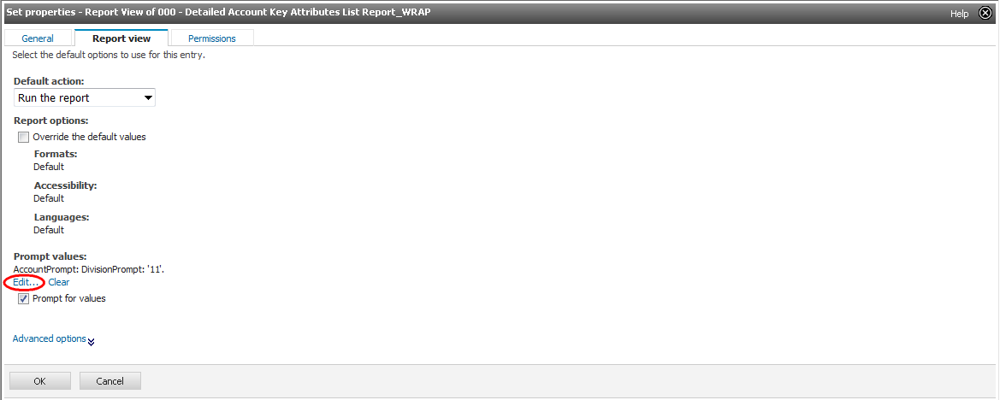 Set properties - Report View of 000 - Detailed Account Key Attributes List Report_WRAP
Help
General Report view Permissions
Select the default options to use for this entry.
Default action:
Run the report
Report options:
Override the default values
Formats:
Default
Accessibility:
Default
Languages:
Default
Prompt values:
AccountPrompt: DivisionPrompt: '11'.
Edit... Clear
Prompt for values
Advanced options
OK Cancel